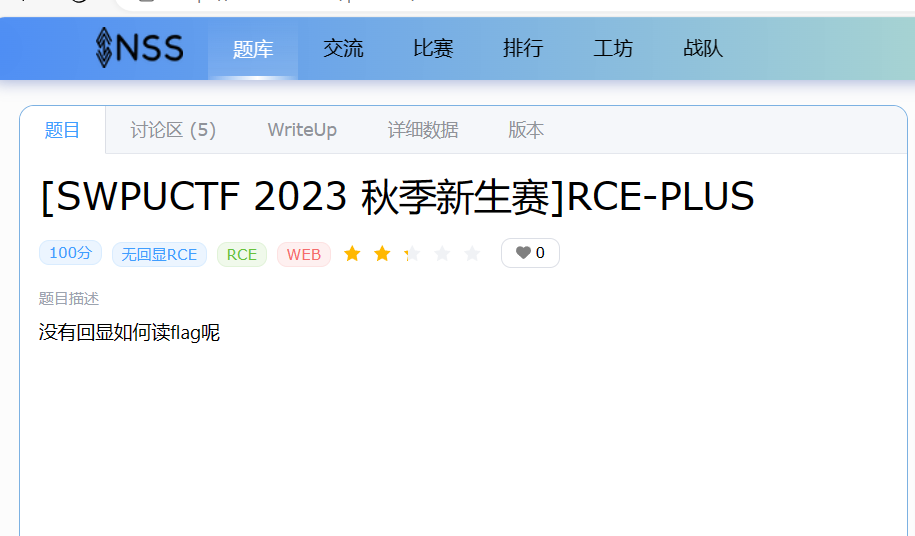 NSS 题库 交流 比赛 排行 工坊 战队
题目 讨论区 (5) WriteUp 详细数据 版本
[SWPUCTF 2023 秋季新生赛]RCE-PLUS
100分 无回显RCE RCE WEB 0
题目描述
没有回显如何读flag呢